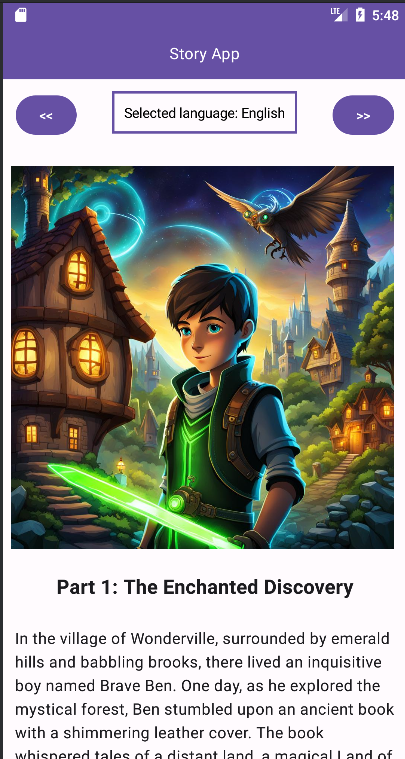 LTE 5:48
Story App
<< Selected language: English >>
Part 1: The Enchanted Discovery
In the village of Wonderville, surrounded by emerald
hills and babbling brooks, there lived an inquisitive
boy named Brave Ben. One day, as he explored the
mystical forest, Ben stumbled upon an ancient book
with a shimmering leather cover. The book
whispered tales of a distant land, a magical Land of